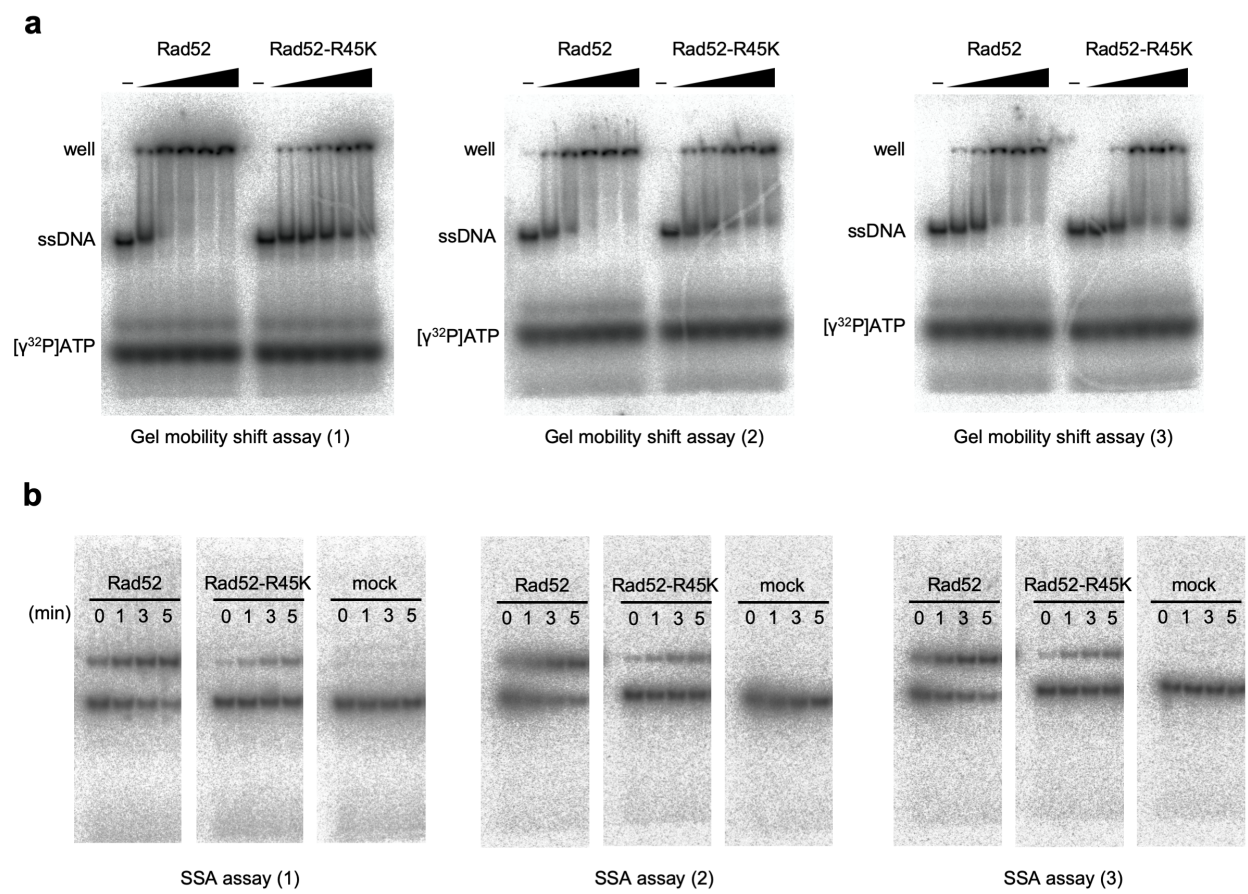 a
Rad52 Rad52-R45K Rad52 Rad52-R45K Rad52 Rad52-R45K
– – – – – –
well well well
ssDNA ssDNA ssDNA
[γ³²P]ATP [γ³²P]ATP [γ³²P]ATP
Gel mobility shift assay (1) Gel mobility shift assay (2) Gel mobility shift assay (3)
b
Rad52 Rad52-R45K mock Rad52 Rad52-R45K mock Rad52 Rad52-R45K mock
(min) 0 1 3 5 0 1 3 5 0 1 3 5 0 1 3 5 0 1 3 5 0 1 3 5 0 1 3 5 0 1 3 5 0 1 3 5
SSA assay (1) SSA assay (2) SSA assay (3)